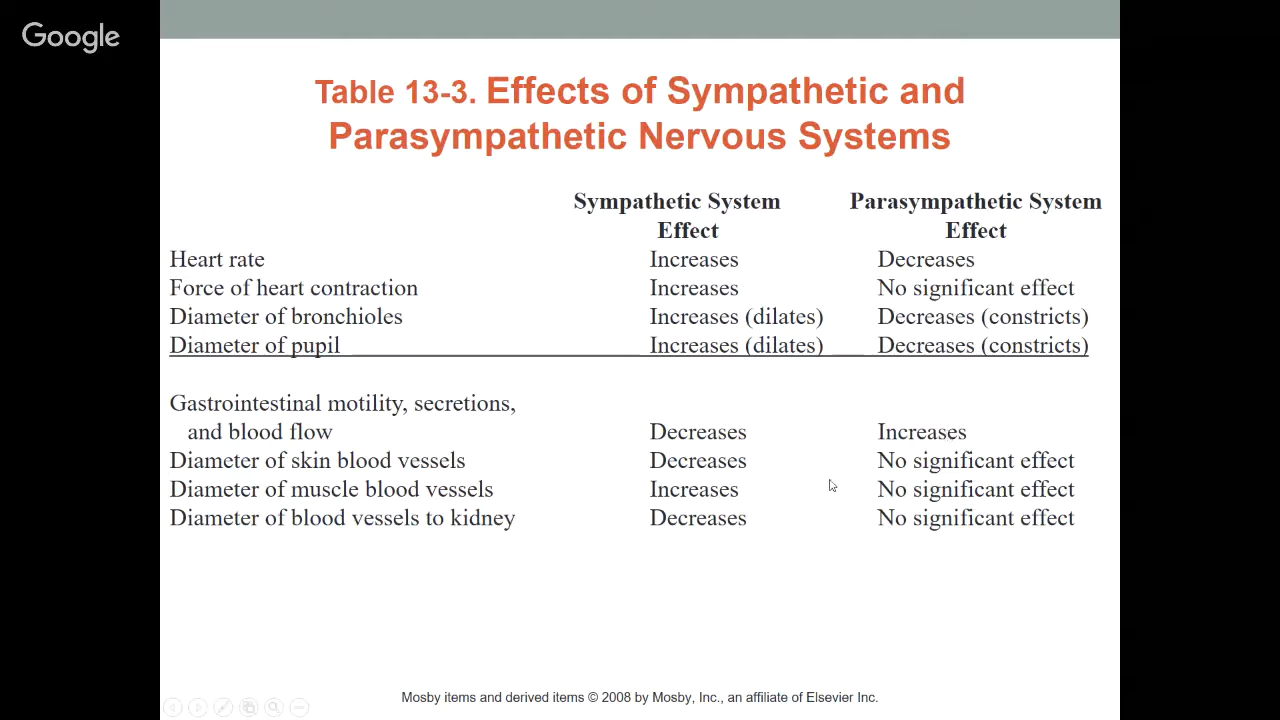 Google
Table 13-3. Effects of Sympathetic and
Parasympathetic Nervous Systems
Sympathetic System Parasympathetic System
Effect Effect
Heart rate Increases Decreases
Force of heart contraction Increases No significant effect
Diameter of bronchioles Increases (dilates) Decreases (constricts)
Diameter of pupil Increases (dilates) Decreases (constricts)
Gastrointestinal motility, secretions,
and blood flow Decreases Increases
Diameter of skin blood vessels Decreases No significant effect
Diameter of muscle blood vessels Increases No significant effect
Diameter of blood vessels to kidney Decreases No significant effect
Mosby items and derived items © 2008 by Mosby, Inc., an affiliate of Elsevier Inc.